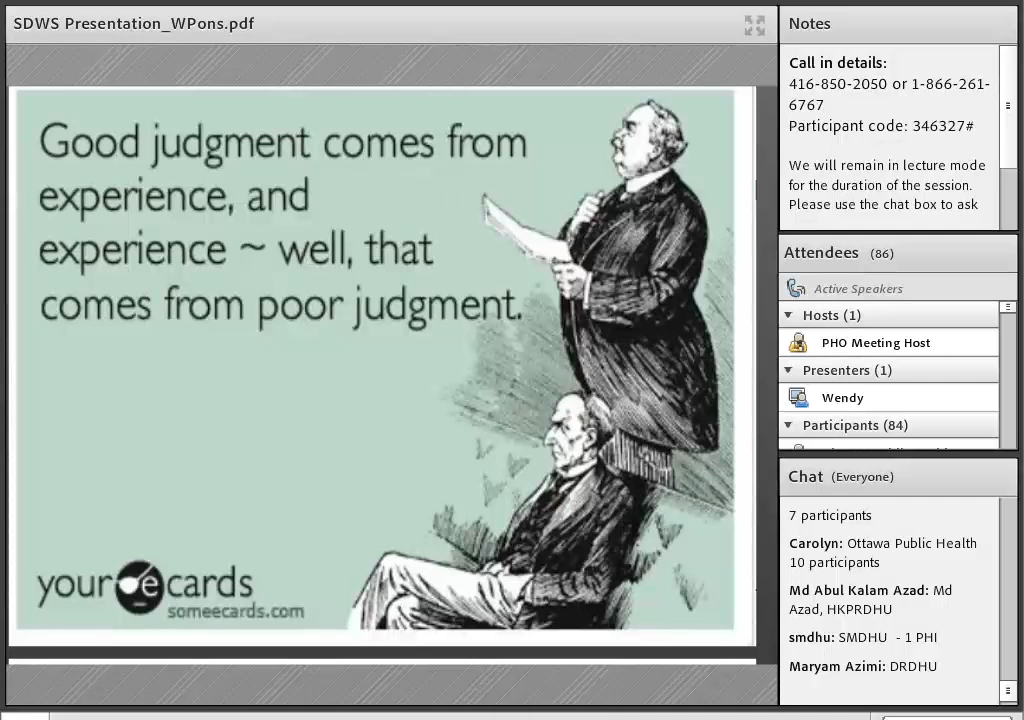 SDWS Presentation_WPons.pdf
Good judgment comes from
experience, and
experience ~ well, that
comes from poor judgment.
your e cards
someecards.com
Notes
Call in details:
416-850-2050 or 1-866-261-
6767
Participant code: 346327#
We will remain in lecture mode
for the duration of the session.
Please use the chat box to ask
Attendees (86)
Active Speakers
Hosts (1)
PHO Meeting Host
Presenters (1)
Wendy
Participants (84)
Chat (Everyone)
7 participants
Carolyn: Ottawa Public Health
10 participants
Md Abul Kalam Azad: Md
Azad, HKPRDHU
smdhu: SMDHU - 1 PHI
Maryam Azimi: DRDHU